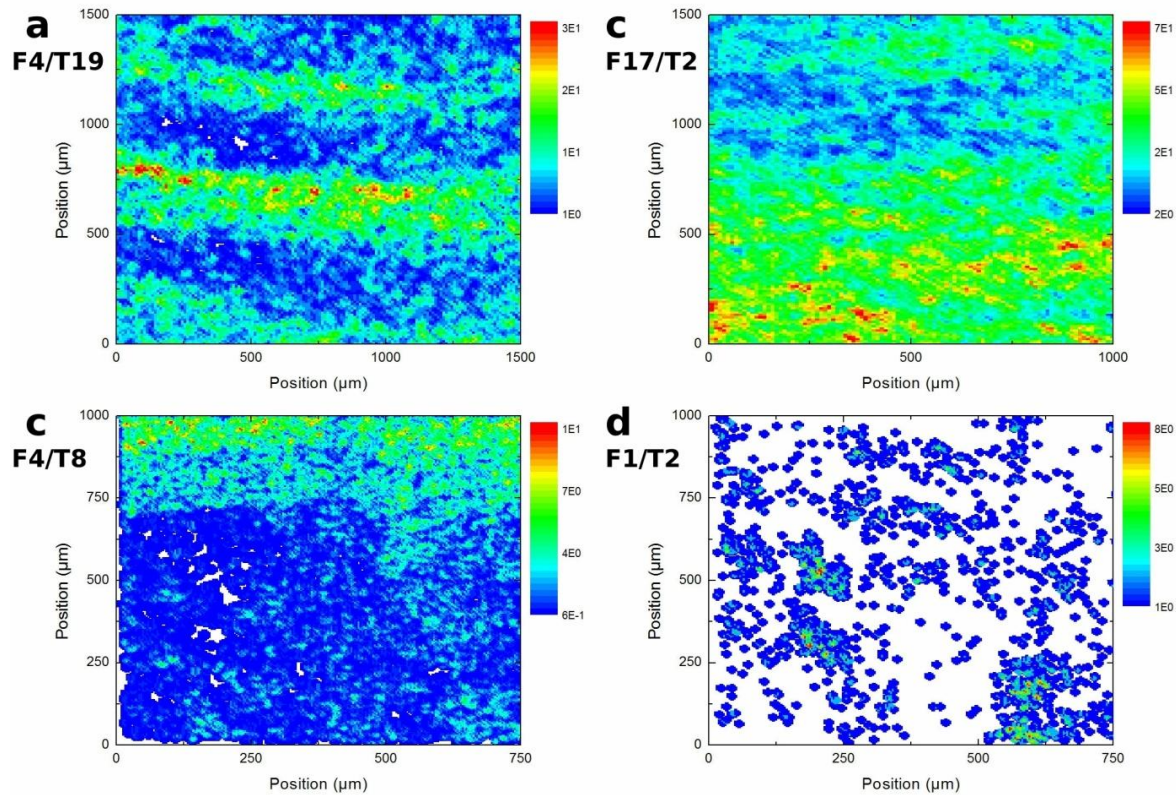 a
F4/T19
1500
1000
500
0
Position (µm)
0 500 1000 1500
Position (µm)
3E1
2E1
1E1
1E0
c
F17/T2
1500
1000
500
0
Position (µm)
0 500 1000
Position (µm)
7E1
5E1
2E1
2E0
c
F4/T8
1000
750
500
250
0
Position (µm)
0 250 500 750
Position (µm)
1E1
7E0
4E0
6E-1
d
F1/T2
1000
750
500
250
0
Position (µm)
0 250 500 750
Position (µm)
8E0
5E0
3E0
1E0